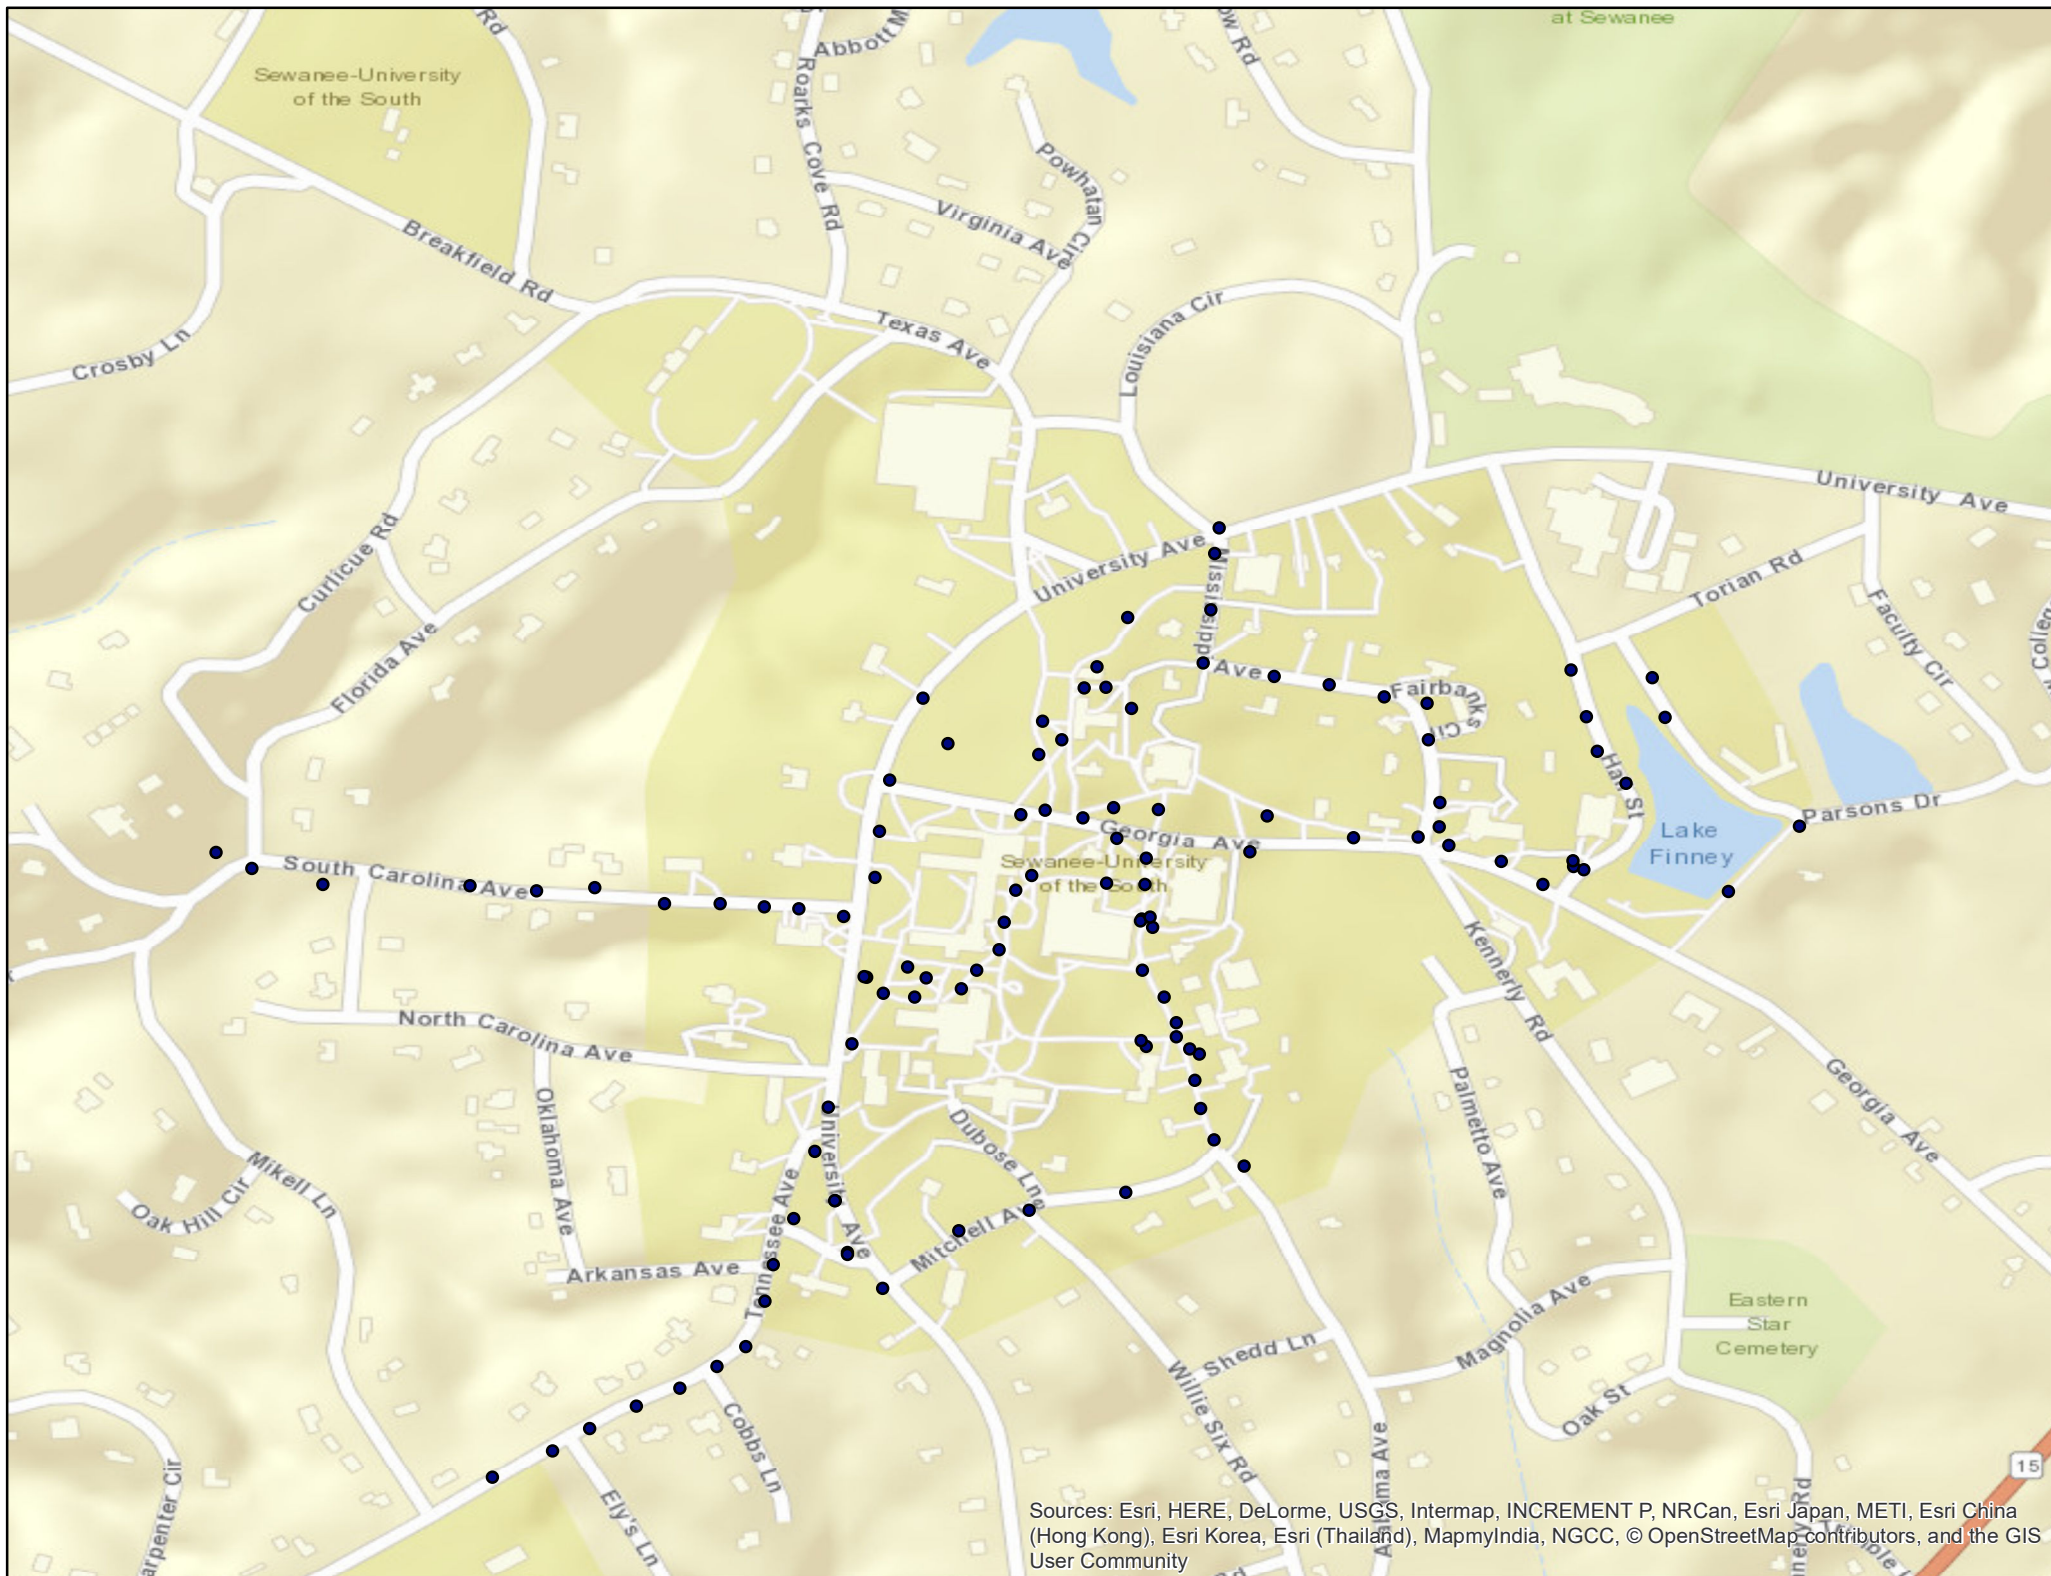 at Sewanee
Rd
ow Rd
Abbott M
Sewanee-University
of the South
Roarks Cove Rd
Powhatan Cir
Virginia Ave
Breakfield Rd
Crosby Ln
Texas Ave
Louisiana Cir
University Ave
University Ave
Curlicue Rd
Torian Rd
Mississippi
Ave
Faculty Cir
Florida Ave
Fairbanks
Cir
Hall St
Parsons Dr
Lake
Finney
Georgia Ave
Sewanee-University
of the South
South Carolina Ave
Kennerly Rd
North Carolina Ave
Oklahoma Ave
Georgia Ave
Palmetto Ave
Dubose Ln
University Ave
Mikell Ln
Oak Hill Cir
Tennessee Ave
Mitchell Ave
Arkansas Ave
Magnolia Ave
Eastern
Star
Cemetery
Shedd Ln
Willie Six Rd
Oak St
Cobbs Ln
Ely's Ln
arpenter Cir
15
Sources: Esri, HERE, DeLorme, USGS, Intermap, INCREMENT P, NRCan, Esri Japan, METI, Esri China
(Hong Kong), Esri Korea, Esri (Thailand), MapmyIndia, NGCC, © OpenStreetMap contributors, and the GIS
User Community